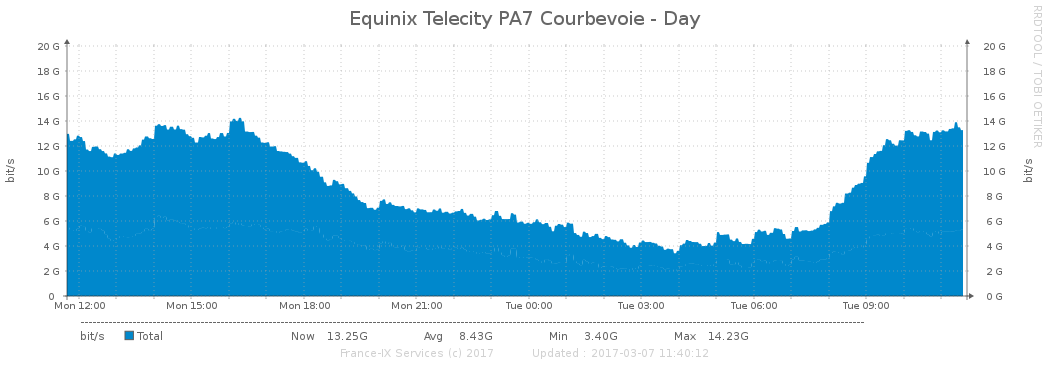 Equinix Telecity PA7 Courbevoie - Day
RRDTOOL / TOBI OETIKER
bit/s
20 G 20 G
18 G 18 G
16 G 16 G
14 G 14 G
12 G 12 G
10 G 10 G
8 G 8 G
6 G 6 G
4 G 4 G
2 G 2 G
0 0 G
bit/s
Mon 12:00 Mon 15:00 Mon 18:00 Mon 21:00 Tue 00:00 Tue 03:00 Tue 06:00 Tue 09:00
bit/s Total Now 13.25G Avg 8.43G Min 3.40G Max 14.23G
France-IX Services (c) 2017 Updated : 2017-03-07 11:40:12